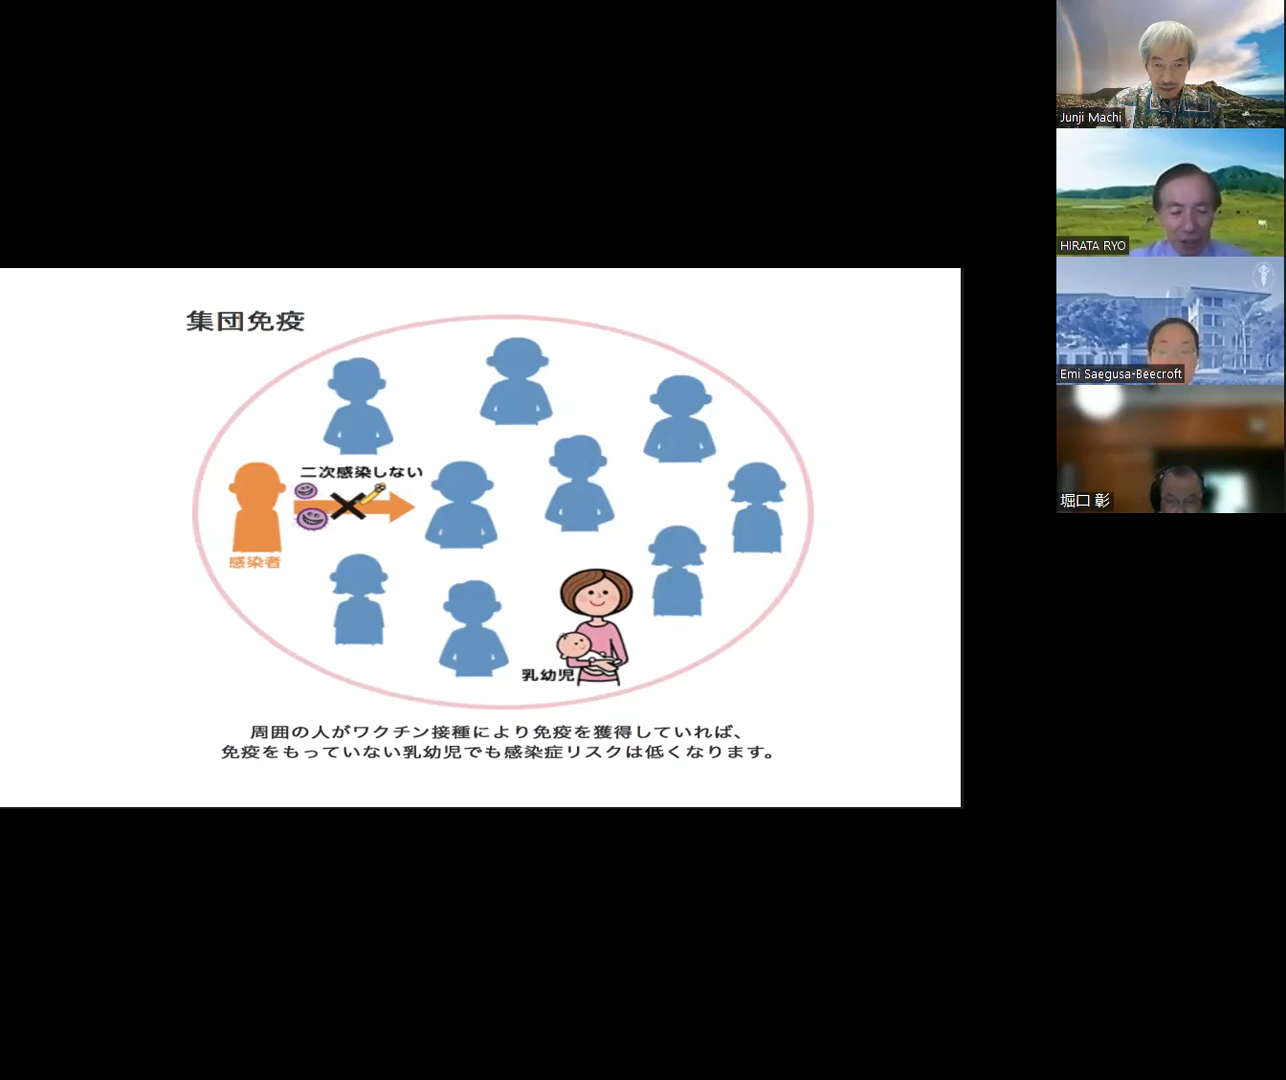 集団免疫
二次感染しない
感染者
乳幼児
周囲の人がワクチン接種により免疫を獲得していれば、
免疫をもっていない乳幼児でも感染症リスクは低くなります。
Junji Machi
HIRATA RYO
Emi Saegusa-Beecroft
堀口 彰